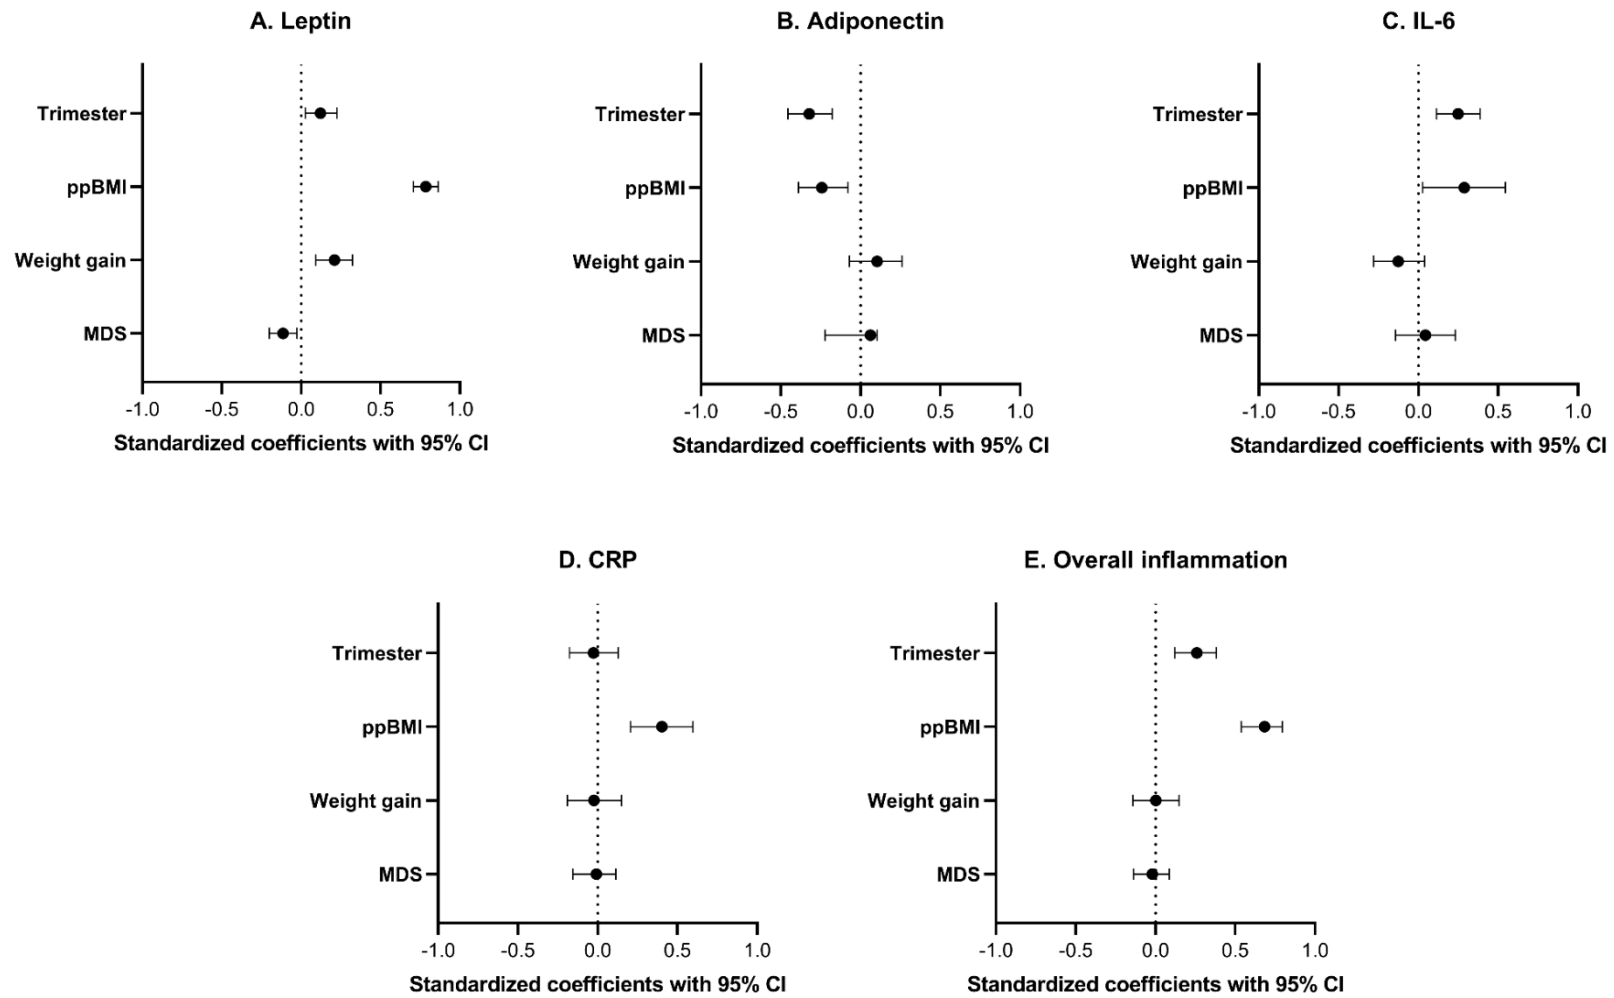 A. Leptin
Trimester
ppBMI
Weight gain
MDS
-1.0 -0.5 0.0 0.5 1.0
Standardized coefficients with 95% CI
B. Adiponectin
Trimester
ppBMI
Weight gain
MDS
-1.0 -0.5 0.0 0.5 1.0
Standardized coefficients with 95% CI
C. IL-6
Trimester
ppBMI
Weight gain
MDS
-1.0 -0.5 0.0 0.5 1.0
Standardized coefficients with 95% CI
D. CRP
Trimester
ppBMI
Weight gain
MDS
-1.0 -0.5 0.0 0.5 1.0
Standardized coefficients with 95% CI
E. Overall inflammation
Trimester
ppBMI
Weight gain
MDS
-1.0 -0.5 0.0 0.5 1.0
Standardized coefficients with 95% CI